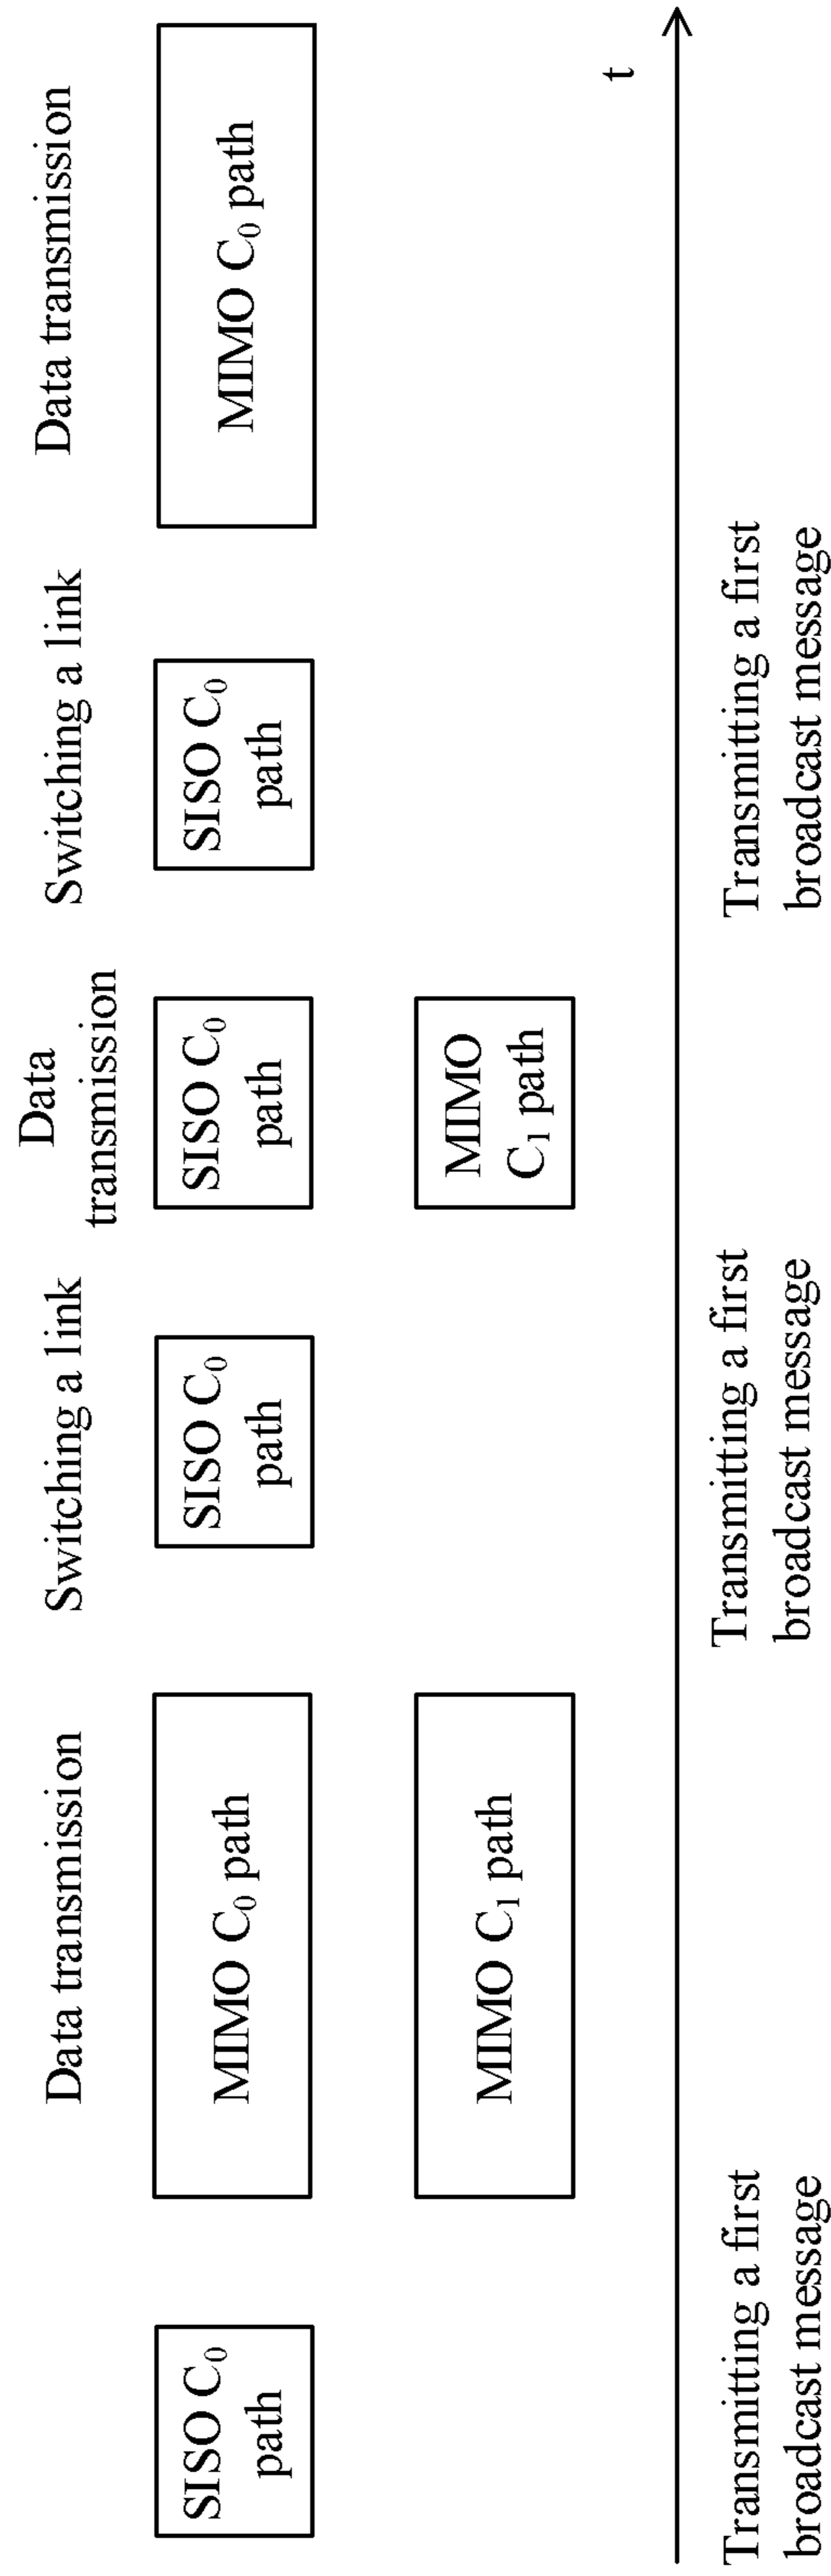 Data transmission
Switching a link
Data
transmission
Switching a link
Data transmission
SISO C₀
path
MIMO C₀ path
SISO C₀
path
SISO C₀
path
SISO C₀
path
MIMO C₀ path
MIMO C₁ path
MIMO
C₁ path
t
Transmitting a first
broadcast message
Transmitting a first
broadcast message
Transmitting a first
broadcast message